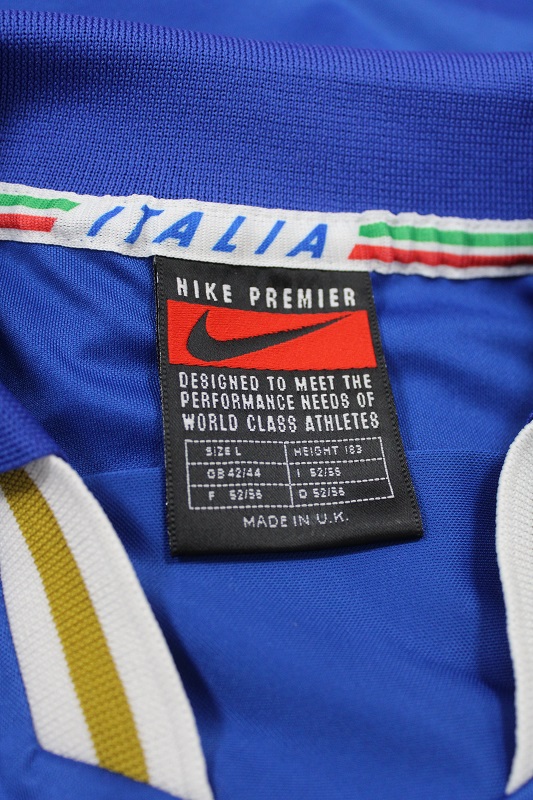 ITALIA
NIKE PREMIER
DESIGNED TO MEET THE
PERFORMANCE NEEDS OF
WORLD CLASS ATHLETES
SIZE L HEIGHT 183
GB 42/44 I 52/56
F 52/56 D 52/56
MADE IN U.K.